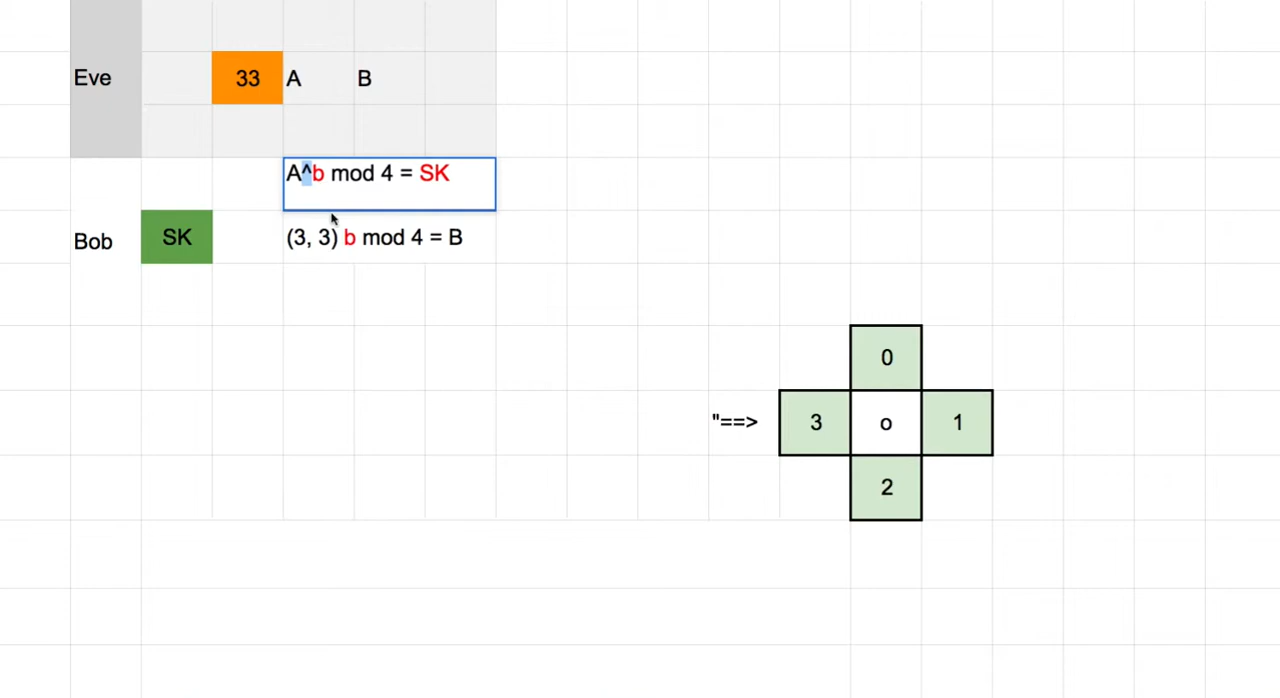 Eve 33 A B
A^b mod 4 = SK
Bob SK (3, 3) b mod 4 = B
0
"==> 3 o 1
2